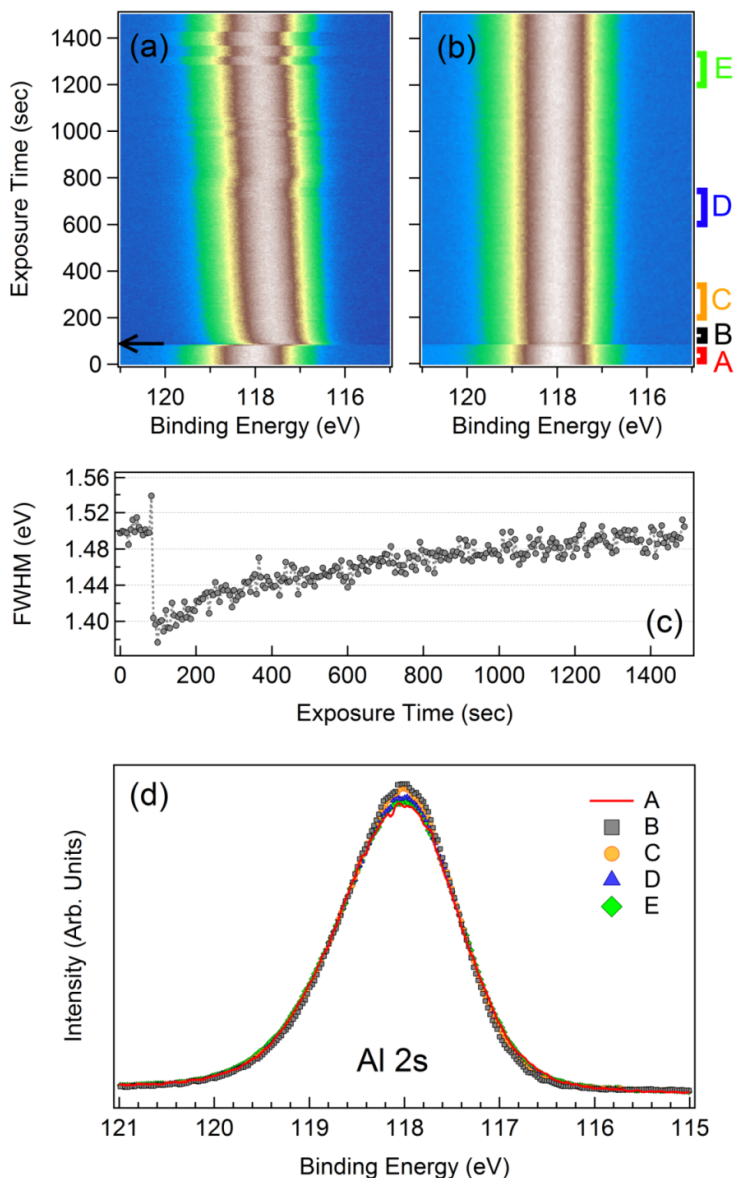 (a)
(b)
1400
1200
1000
800
600
400
200
0
Exposure Time (sec)
E
D
C
B
A
120 118 116
120 118 116
Binding Energy (eV)
Binding Energy (eV)
1.56
1.52
1.48
1.44
1.40
FWHM (eV)
(c)
0 200 400 600 800 1000 1200 1400
Exposure Time (sec)
(d)
A
B
C
D
E
Intensity (Arb. Units)
Al 2s
121 120 119 118 117 116 115
Binding Energy (eV)